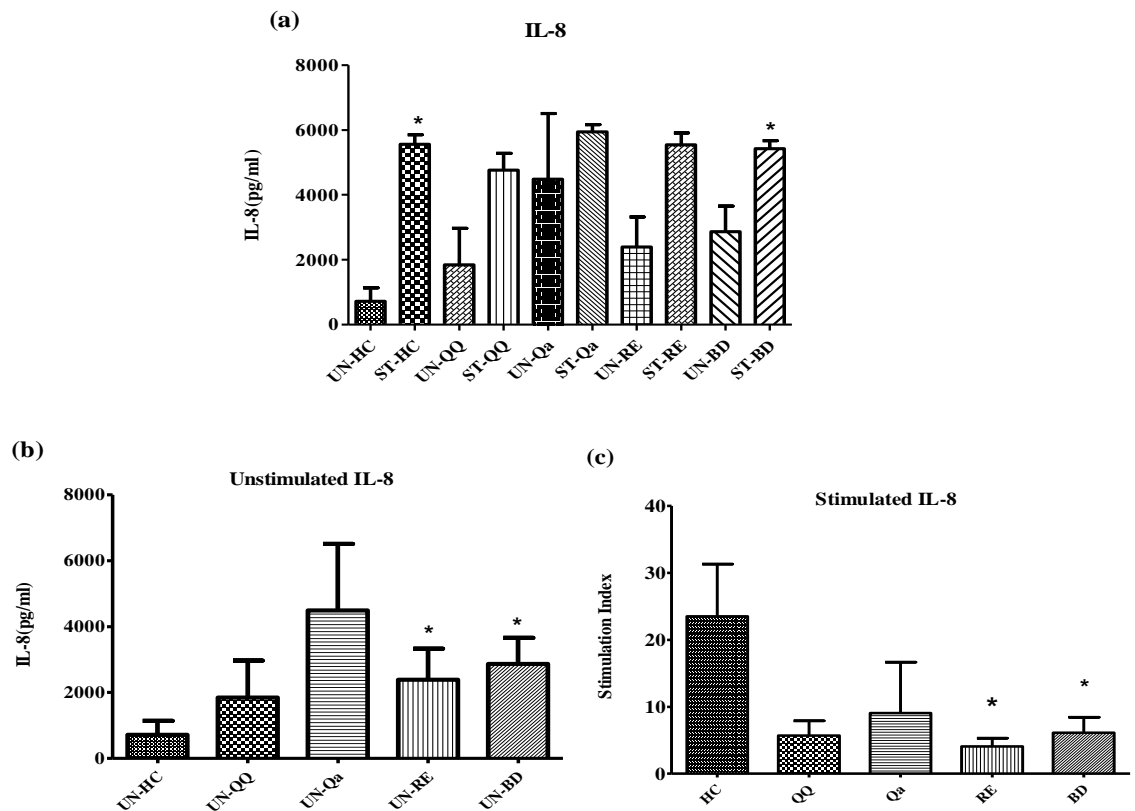 (a)
IL-8
8000
6000
4000
2000
0
IL-8(pg/ml)
*
*
UN-HC
ST-HC
UN-QQ
ST-QQ
UN-Qa
ST-Qa
UN-RE
ST-RE
UN-BD
ST-BD
(b)
Unstimulated IL-8
8000
6000
4000
2000
0
IL-8(pg/ml)
*
*
UN-HC
UN-QQ
UN-Qa
UN-RE
UN-BD
(c)
Stimulated IL-8
40
30
20
10
0
Stimulation Index
*
*
HC
QQ
Qa
RE
BD